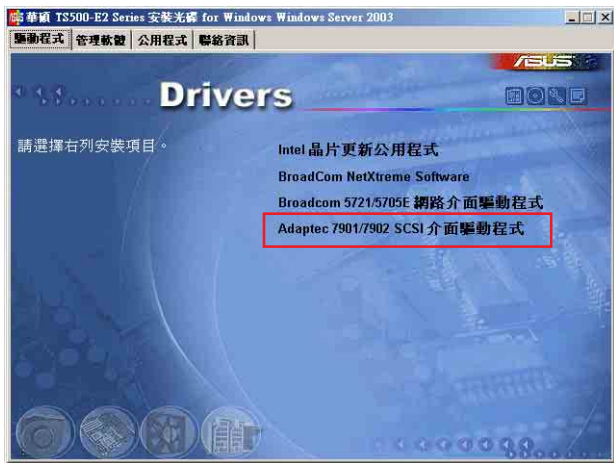 華碩 TS500-E2 Series 安裝光碟 for Windows Windows Server 2003
驅動程式 管理軟體 公用程式 聯絡資訊
ASUS
Drivers
請選擇右列安裝項目。
Intel 晶片更新公用程式
BroadCom NetXtreme Software
Broadcom 5721/5705E 網路介面驅動程式
Adaptec 7901/7902 SCSI 介面驅動程式